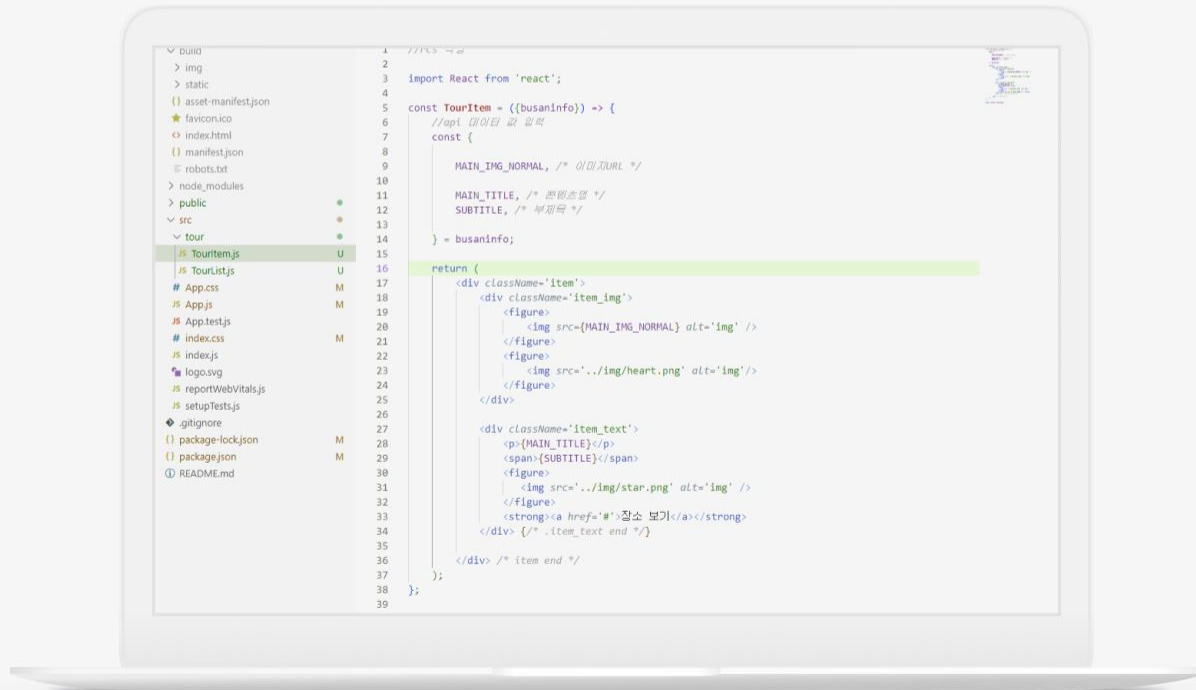 build
img
static
{} asset-manifest.json
favicon.ico
<> index.html
{} manifest.json
robots.txt
node_modules
public
src
tour
JS TourItem.js U
JS TourList.js U
# App.css M
JS App.js M
JS App.test.js
# index.css M
JS index.js
logo.svg
JS reportWebVitals.js
JS setupTests.js
.gitignore
{} package-lock.json M
{} package.json M
README.md
1
2
3 import React from 'react';
4
5 const TourItem = ({busaninfo}) => {
6 //api 데이터 값 입력
7 const {
8
9 MAIN_IMG_NORMAL, /* 이미지URL */
10
11 MAIN_TITLE, /* 콘텐츠명 */
12 SUBTITLE, /* 부제목 */
13
14 } = busaninfo;
15
16 return (
17 <div className='item'>
18 <div className='item_img'>
19 <figure>
20 <img src={MAIN_IMG_NORMAL} alt='img' />
21 </figure>
22 <figure>
23 <img src='../img/heart.png' alt='img'/>
24 </figure>
25 </div>
26
27 <div className='item_text'>
28 <p>{MAIN_TITLE}</p>
29 <span>{SUBTITLE}</span>
30 <figure>
31 <img src='../img/star.png' alt='img' />
32 </figure>
33 <strong><a href='#'>장소 보기</a></strong>
34 </div> {/* .item_text end */}
35
36 </div> /* item end */
37 );
38 };
39